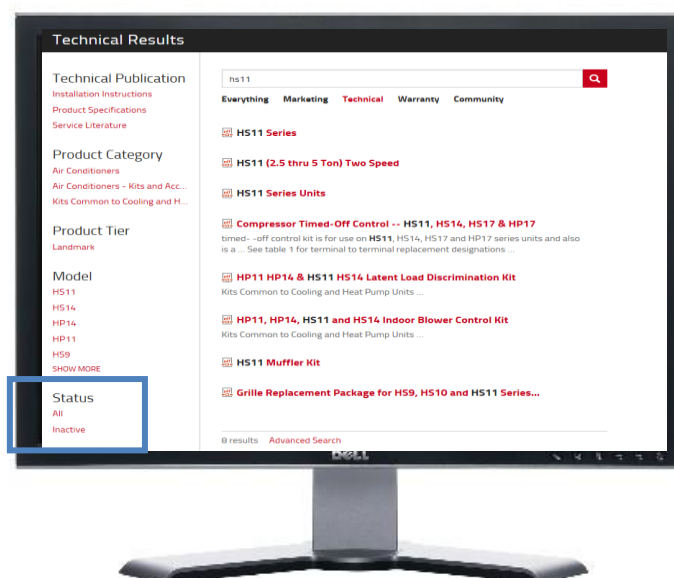 Technical Results
Technical Publication
Installation Instructions
Product Specifications
Service Literature
Product Category
Air Conditioners
Air Conditioners - Kits and Acc...
Kits Common to Cooling and H...
Product Tier
Landmark
Model
HS11
HS14
HP14
HP11
HS9
SHOW MORE
Status
All
Inactive
hs11
Everything Marketing Technical Warranty Community
HS11 Series
HS11 (2.5 thru 5 Ton) Two Speed
HS11 Series Units
Compressor Timed-Off Control -- HS11, HS14, HS17 & HP17
timed- -off control kit is for use on HS11, HS14, HS17 and HP17 series units and also
is a ... See table 1 for terminal to terminal replacement designations ...
HP11 HP14 & HS11 HS14 Latent Load Discrimination Kit
Kits Common to Cooling and Heat Pump Units ...
HP11, HP14, HS11 and HS14 Indoor Blower Control Kit
Kits Common to Cooling and Heat Pump Units ...
HS11 Muffler Kit
Grille Replacement Package for HS9, HS10 and HS11 Series...
8 results Advanced Search
DELL